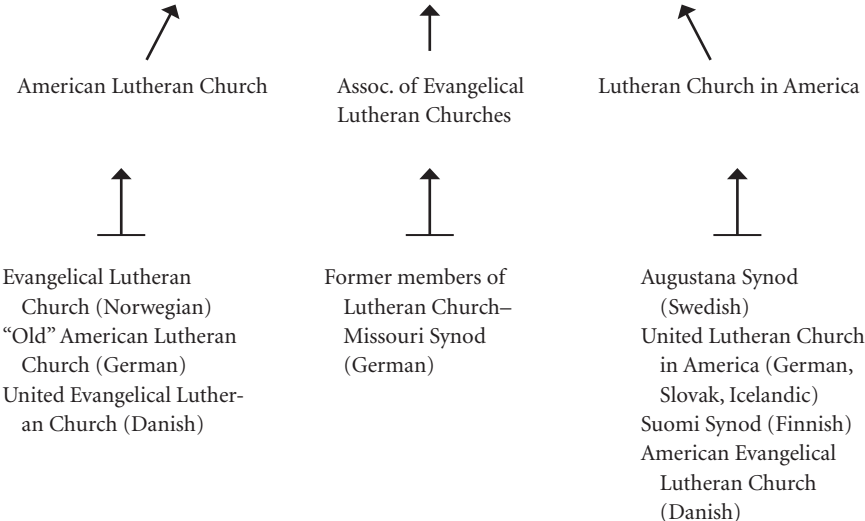 American Lutheran Church
Assoc. of Evangelical
Lutheran Churches
Lutheran Church in America
Evangelical Lutheran
Church (Norwegian)
“Old” American Lutheran
Church (German)
United Evangelical Luther-
an Church (Danish)
Former members of
Lutheran Church–
Missouri Synod
(German)
Augustana Synod
(Swedish)
United Lutheran Church
in America (German,
Slovak, Icelandic)
Suomi Synod (Finnish)
American Evangelical
Lutheran Church
(Danish)